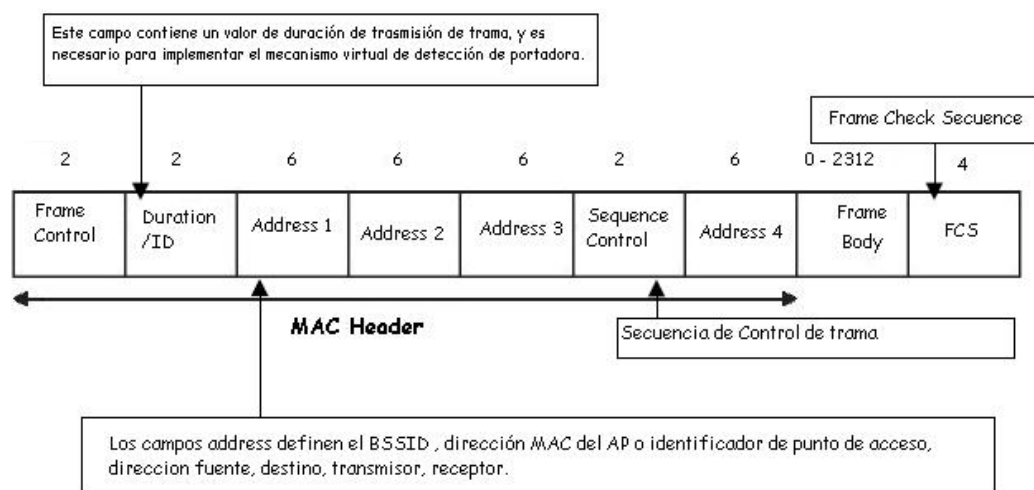 Este campo contiene un valor de duración de trasmisión de trama, y es
necesario para implementar el mecanismo virtual de detección de portadora.
Frame Check Secuence
2 2 6 6 6 2 6 0 - 2312 4
Frame
Control
Duration
/ID
Address 1
Address 2
Address 3
Sequence
Control
Address 4
Frame
Body
FCS
MAC Header
Secuencia de Control de trama
Los campos address definen el BSSID , dirección MAC del AP o identificador de punto de acceso,
direccion fuente, destino, transmisor, receptor.